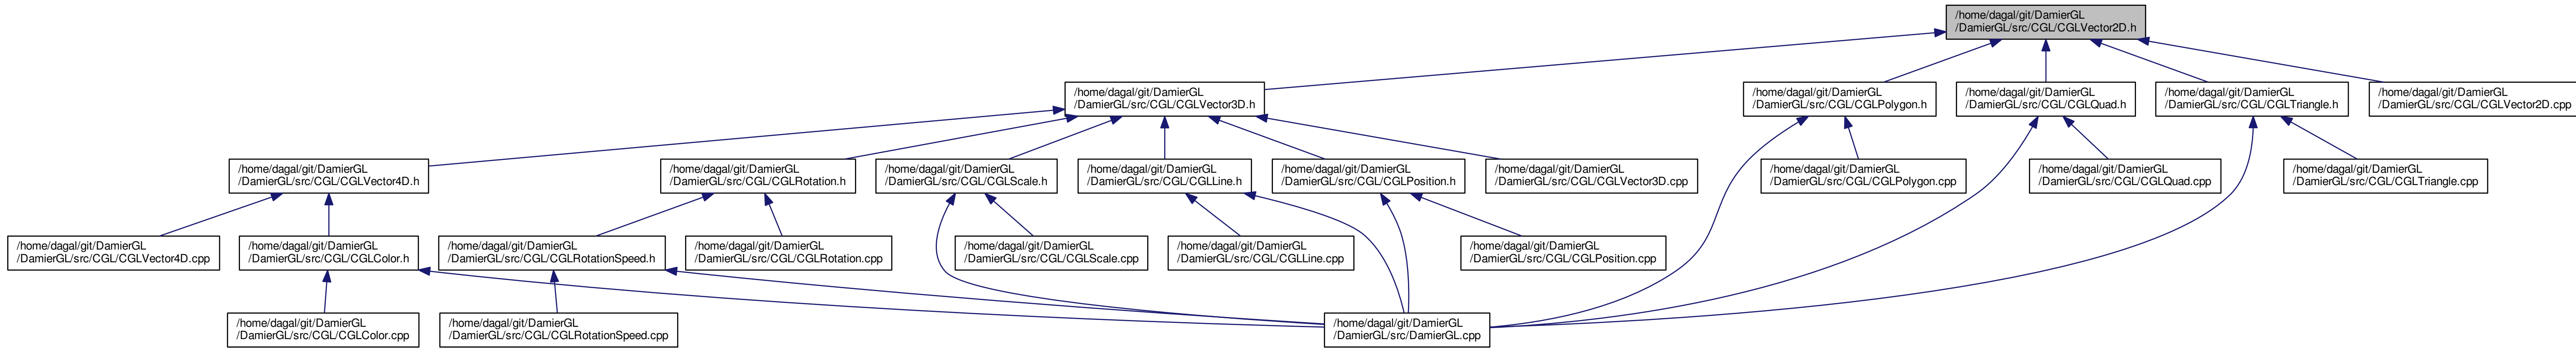 /home/dagal/git/DamierGL
/DamierGL/src/CGL/CGLVector2D.h
/home/dagal/git/DamierGL
/DamierGL/src/CGL/CGLVector3D.h
/home/dagal/git/DamierGL
/DamierGL/src/CGL/CGLPolygon.h
/home/dagal/git/DamierGL
/DamierGL/src/CGL/CGLQuad.h
/home/dagal/git/DamierGL
/DamierGL/src/CGL/CGLTriangle.h
/home/dagal/git/DamierGL
/DamierGL/src/CGL/CGLVector2D.cpp
/home/dagal/git/DamierGL
/DamierGL/src/CGL/CGLVector4D.h
/home/dagal/git/DamierGL
/DamierGL/src/CGL/CGLRotation.h
/home/dagal/git/DamierGL
/DamierGL/src/CGL/CGLScale.h
/home/dagal/git/DamierGL
/DamierGL/src/CGL/CGLLine.h
/home/dagal/git/DamierGL
/DamierGL/src/CGL/CGLPosition.h
/home/dagal/git/DamierGL
/DamierGL/src/CGL/CGLVector3D.cpp
/home/dagal/git/DamierGL
/DamierGL/src/CGL/CGLPolygon.cpp
/home/dagal/git/DamierGL
/DamierGL/src/CGL/CGLQuad.cpp
/home/dagal/git/DamierGL
/DamierGL/src/CGL/CGLTriangle.cpp
/home/dagal/git/DamierGL
/DamierGL/src/CGL/CGLVector4D.cpp
/home/dagal/git/DamierGL
/DamierGL/src/CGL/CGLColor.h
/home/dagal/git/DamierGL
/DamierGL/src/CGL/CGLRotationSpeed.h
/home/dagal/git/DamierGL
/DamierGL/src/CGL/CGLRotation.cpp
/home/dagal/git/DamierGL
/DamierGL/src/CGL/CGLScale.cpp
/home/dagal/git/DamierGL
/DamierGL/src/CGL/CGLLine.cpp
/home/dagal/git/DamierGL
/DamierGL/src/CGL/CGLPosition.cpp
/home/dagal/git/DamierGL
/DamierGL/src/CGL/CGLColor.cpp
/home/dagal/git/DamierGL
/DamierGL/src/CGL/CGLRotationSpeed.cpp
/home/dagal/git/DamierGL
/DamierGL/src/DamierGL.cpp